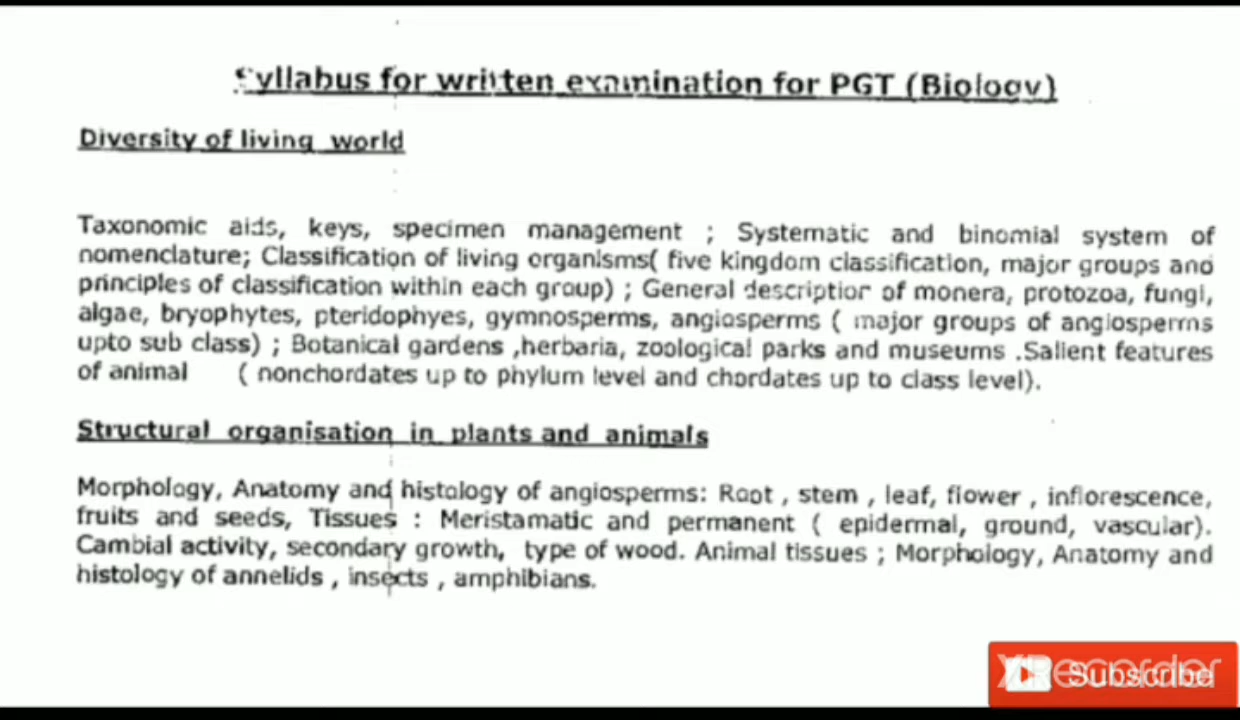 Syllabus for written examination for PGT (Biology)
Diversity of living world
Taxonomic aids, keys, specimen management ; Systematic and binomial system of
nomenclature; Classification of living organisms( five kingdom classification, major groups and
principles of classification within each group) ; General description of monera, protozoa, fungi,
algae, bryophytes, pteridophyes, gymnosperms, angiosperms ( major groups of angiosperms
upto sub class) ; Botanical gardens ,herbaria, zoological parks and museums .Salient features
of animal ( nonchordates up to phylum level and chordates up to class level).
Structural organisation in plants and animals
Morphology, Anatomy and histology of angiosperms: Root , stem , leaf, flower , inflorescence,
fruits and seeds, Tissues : Meristamatic and permanent ( epidermal, ground, vascular).
Cambial activity, secondary growth, type of wood. Animal tissues ; Morphology, Anatomy and
histology of annelids , insects , amphibians.
XRecorder
Subscribe